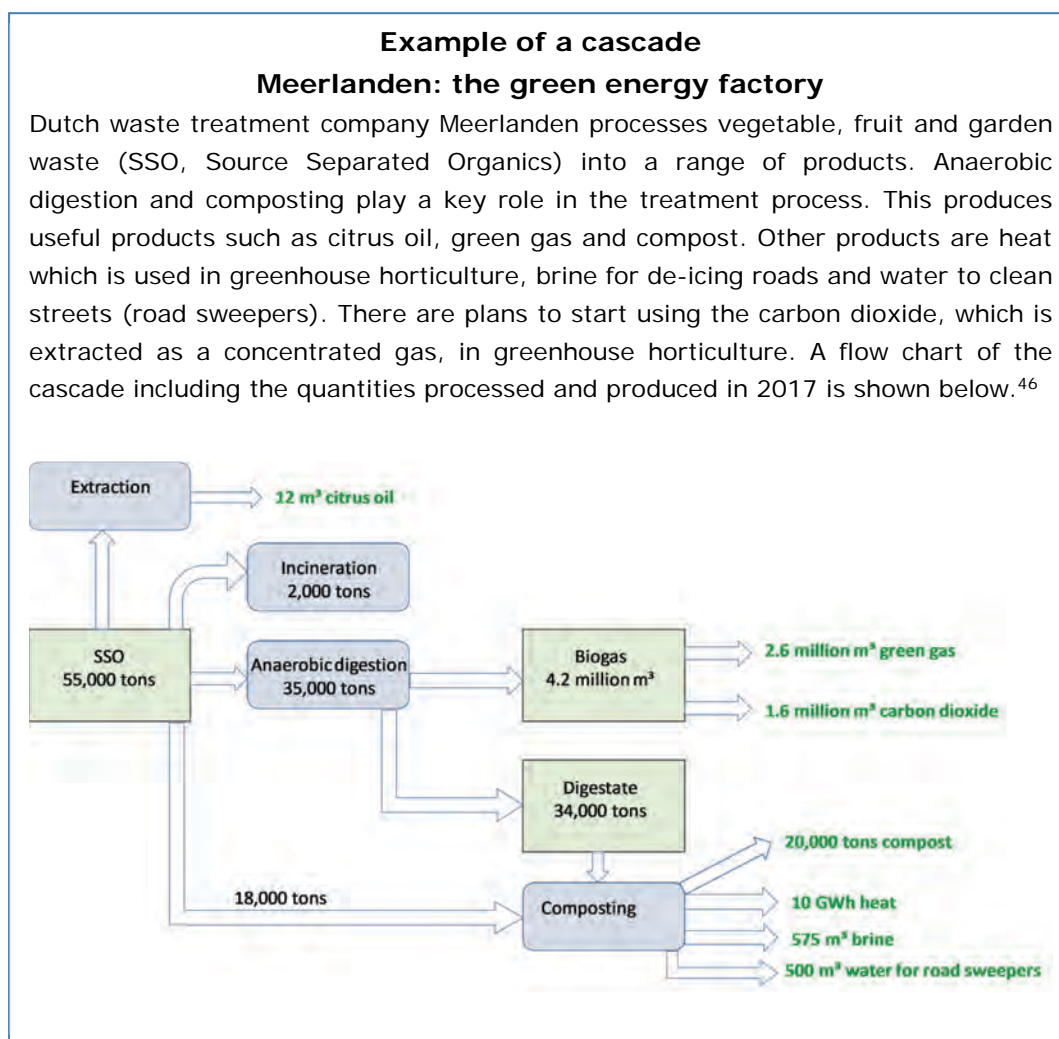 Example of a cascade
Meerlanden: the green energy factory
Dutch waste treatment company Meerlanden processes vegetable, fruit and garden
waste (SSO, Source Separated Organics) into a range of products. Anaerobic
digestion and composting play a key role in the treatment process. This produces
useful products such as citrus oil, green gas and compost. Other products are heat
which is used in greenhouse horticulture, brine for de-icing roads and water to clean
streets (road sweepers). There are plans to start using the carbon dioxide, which is
extracted as a concentrated gas, in greenhouse horticulture. A flow chart of the
cascade including the quantities processed and produced in 2017 is shown below.⁴⁶
Extraction
12 m³ citrus oil
Incineration
2,000 tons
SSO
55,000 tons
Anaerobic digestion
35,000 tons
Biogas
4.2 million m³
2.6 million m³ green gas
1.6 million m³ carbon dioxide
Digestate
34,000 tons
18,000 tons
Composting
20,000 tons compost
10 GWh heat
575 m³ brine
500 m³ water for road sweepers